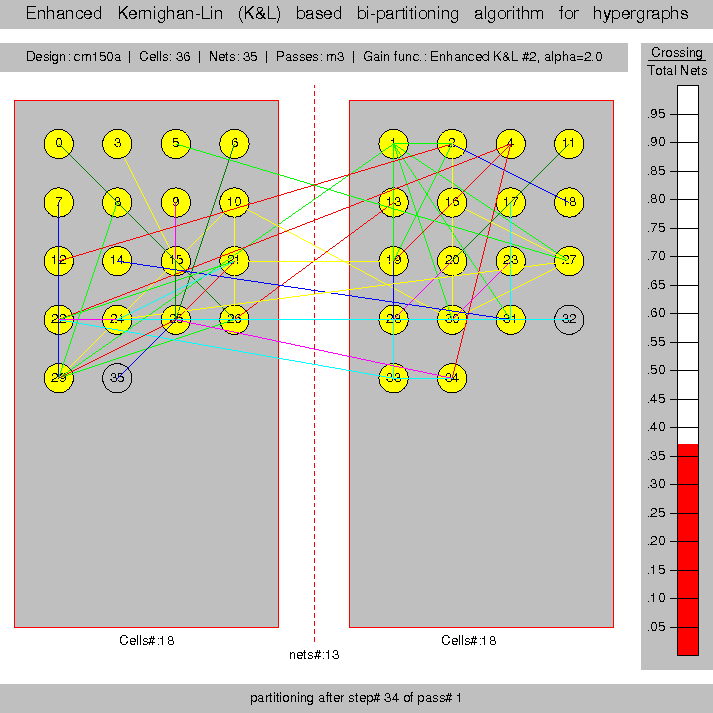 Enhanced Kernighan-Lin (K&L) based bi-partitioning algorithm for hypergraphs
Design: cm150a | Cells: 36 | Nets: 35 | Passes: m3 | Gain func.: Enhanced K&L #2, alpha=2.0
Crossing
Total Nets
.95
.90
.85
.80
.75
.70
.65
.60
.55
.50
.45
.40
.35
.30
.25
.20
.15
.10
.05
0 3 5 6 1 2 4 11
7 8 9 10 13 16 17 18
12 14 15 21 19 20 23 27
22 24 25 26 28 30 31 32
29 35 33 34
Cells#:18
Cells#:18
nets#:13
partitioning after step# 34 of pass# 1